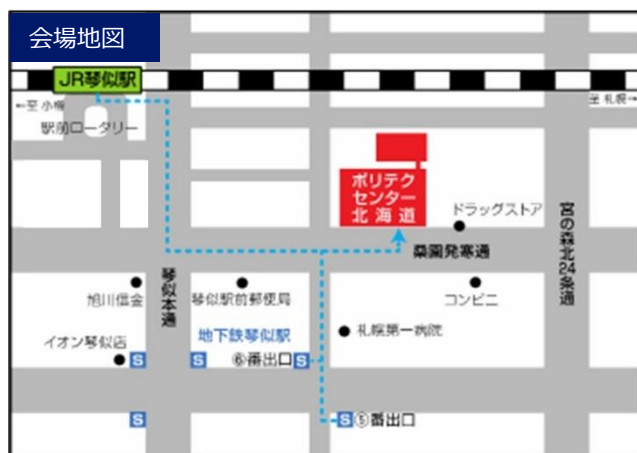 会場地図
JR琴似駅
←至 小樽
至 札幌→
駅前ロータリー
ポリテク
センター
北海道
ドラッグストア
宮の森北24条通
桑園発寒通
琴似本通
旭川信金
琴似駅前郵便局
コンビニ
地下鉄琴似駅
札幌第一病院
イオン琴似店
⑥番出口
S
S
S
S
S
⑤番出口